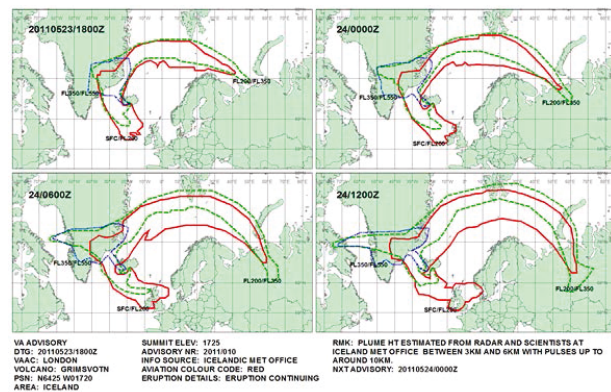 20110523/1800Z
FL350/FL550
FL200/FL350
SFC/FL200
24/0000Z
FL350/FL550
FL200/FL350
SFC/FL200
24/0600Z
FL350/FL550
FL200/FL350
SFC/FL200
24/1200Z
FL350/FL550
FL200/FL350
SFC/FL200
VA ADVISORY
DTG: 20110523/1800Z
VAAC: LONDON
VOLCANO: GRIMSVOTN
PSN: N6425 W01720
AREA: ICELAND
SUMMIT ELEV: 1725
ADVISORY NR: 2011/010
INFO SOURCE: ICELANDIC MET OFFICE
AVIATION COLOUR CODE: RED
ERUPTION DETAILS: ERUPTION CONTINUING
RMK: PLUME HT ESTIMATED FROM RADAR AND SCIENTISTS AT
ICELAND MET OFFICE BETWEEN 3KM AND 6KM WITH PULSES UP TO
AROUND 10KM.
NXT ADVISORY: 20110524/0000Z